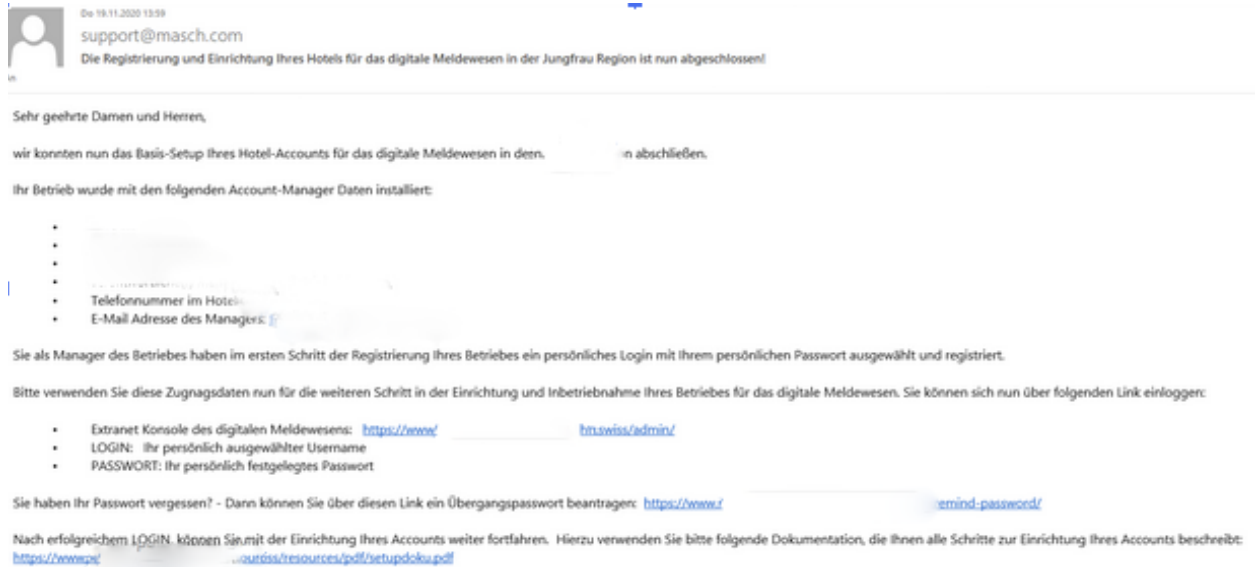 Do 19.11.2020 13:59
support@masch.com
Die Registrierung und Einrichtung Ihres Hotels für das digitale Meldewesen in der Jungfrau Region ist nun abgeschlossen!
Sehr geehrte Damen und Herren,
wir konnten nun das Basis-Setup Ihres Hotel-Accounts für das digitale Meldewesen in abschließen.
Ihr Betrieb wurde mit den folgenden Account-Manager Daten installiert:
• Telefonnummer im Hotel
• E-Mail Adresse des Managers:
Sie als Manager des Betriebes haben im ersten Schritt der Registrierung Ihres Betriebes ein persönliches Login mit Ihrem persönlichen Passwort ausgewählt und registriert.
Bitte verwenden Sie diese Zugnagsdaten nun für die weiteren Schritt in der Einrichtung und Inbetriebnahme Ihres Betriebes für das digitale Meldewesen. Sie können sich nun über folgenden Link einloggen:
• Extranet Konsole des digitalen Meldewesens: https://www/ hm.swiss/admin/
• LOGIN: Ihr persönlich ausgewählter Username
• PASSWORT: Ihr persönlich festgelegtes Passwort
Sie haben Ihr Passwort vergessen? - Dann können Sie über diesen Link ein Übergangspasswort beantragen: https://www. emind-password/
Nach erfolgreichem LOGIN können Sie mit der Einrichtung Ihres Accounts weiter fortfahren. Hierzu verwenden Sie bitte folgende Dokumentation, die Ihnen alle Schritte zur Einrichtung Ihres Accounts beschreibt:
https://www. /resources/pdf/setupdoku.pdf